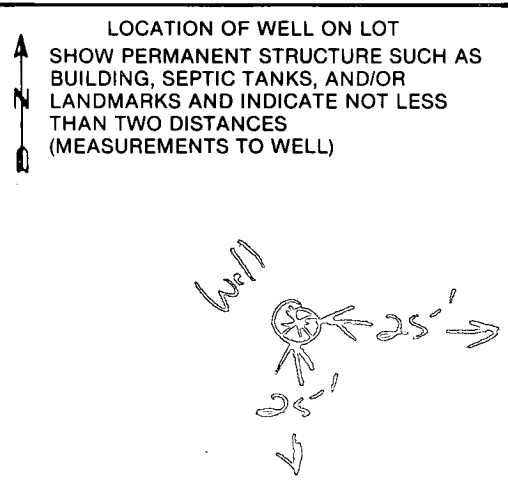 LOCATION OF WELL ON LOT
SHOW PERMANENT STRUCTURE SUCH AS
BUILDING, SEPTIC TANKS, AND/OR
N LANDMARKS AND INDICATE NOT LESS
THAN TWO DISTANCES
(MEASUREMENTS TO WELL)
Well
25'
25'